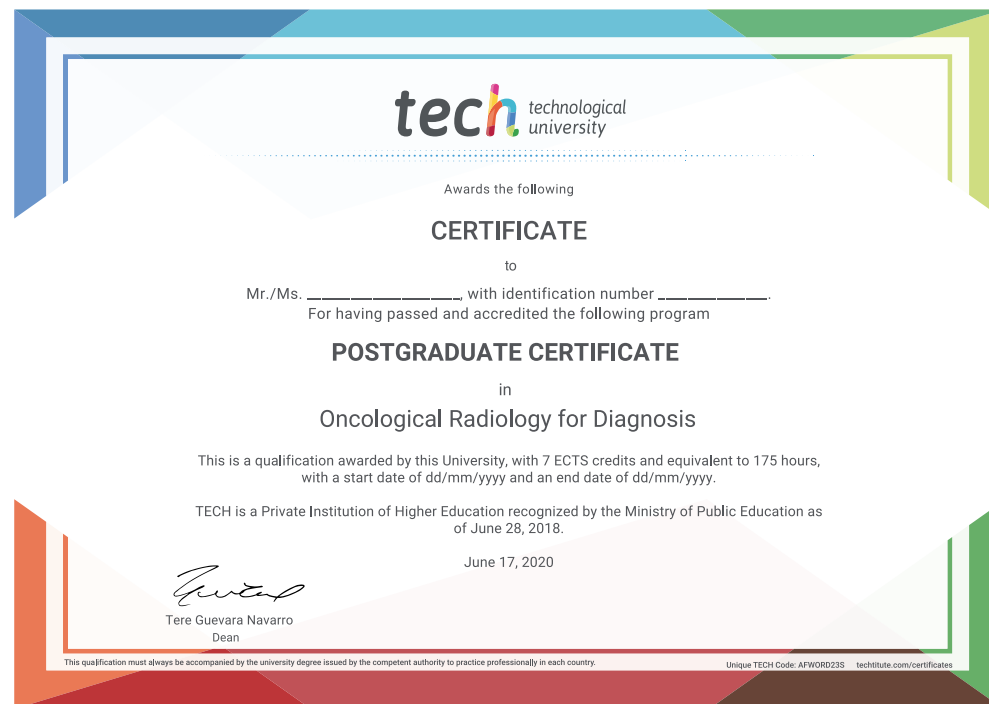 tech technological
university
Awards the following
CERTIFICATE
to
Mr./Ms. ____________________, with identification number ______________.
For having passed and accredited the following program
POSTGRADUATE CERTIFICATE
in
Oncological Radiology for Diagnosis
This is a qualification awarded by this University, with 7 ECTS credits and equivalent to 175 hours,
with a start date of dd/mm/yyyy and an end date of dd/mm/yyyy.
TECH is a Private Institution of Higher Education recognized by the Ministry of Public Education as
of June 28, 2018.
June 17, 2020
Tere Guevara Navarro
Dean
This qualification must always be accompanied by the university degree issued by the competent authority to practice professionally in each country.
Unique TECH Code: AFWORD23S techtitute.com/certificates